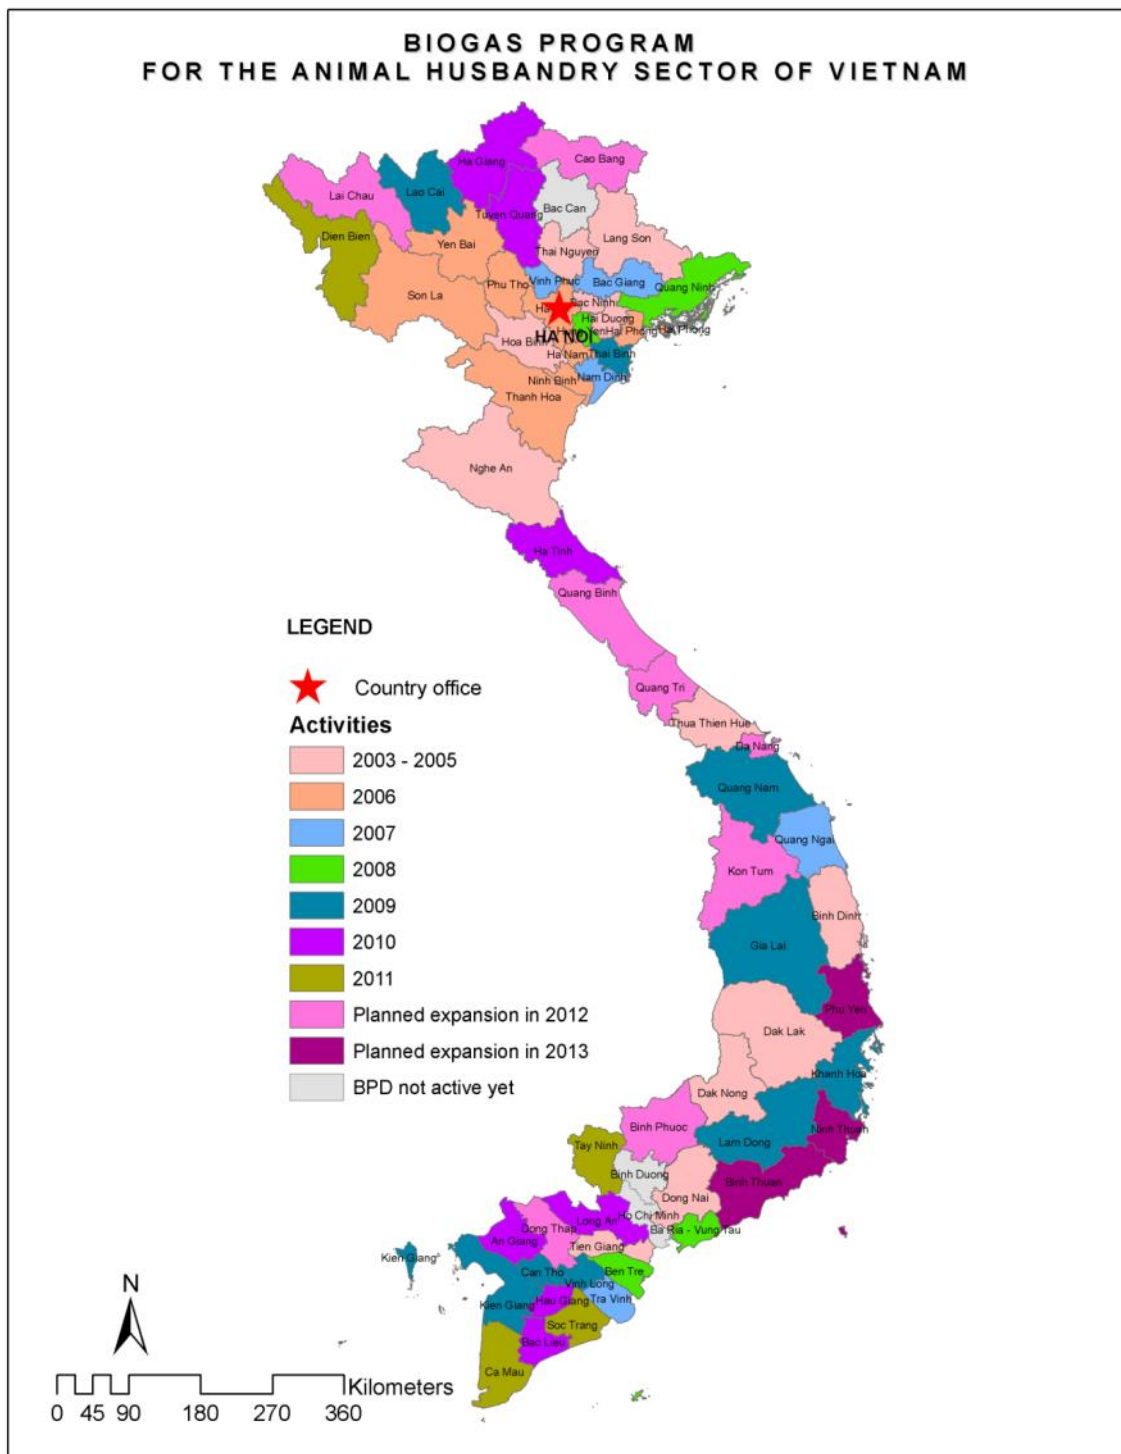 BIOGAS PROGRAM
FOR THE ANIMAL HUSBANDRY SECTOR OF VIETNAM
Ha Giang
Cao Bang
Lao Cai
Lai Chau
Bac Can
Tuyen Quang
Dien Bien
Yen Bai
Lang Son
Thai Nguyen
Vinh Phuc
Bac Giang
Phu Tho
Quang Ninh
Son La
Ha
Bac Ninh
Hai Duong
Yen
Hai Phong
Hai Phong
HA NOI
Hoa Binh
Ha Nam
Thai Binh
Ninh Binh
Nam Dinh
Thanh Hoa
Nghe An
Ha Tinh
Quang Binh
Quang Tri
Thua Thien Hue
Da Nang
Quang Nam
Quang Ngai
Kon Tum
Binh Dinh
Gia Lai
Phu Yen
Dak Lak
Khanh Hoa
Dak Nong
Binh Phuoc
Lam Dong
Ninh Thuan
Tay Ninh
Binh Duong
Binh Thuan
Dong Nai
Ho Chi Minh
Long An
Dong Thap
Ba Ria - Vung Tau
An Giang
Tien Giang
Kien Giang
Can Tho
Ben Tre
Vinh Long
Kien Giang
Hau Giang
Tra Vinh
Soc Trang
Bac Lieu
Ca Mau
LEGEND
Country office
Activities
2003 - 2005
2006
2007
2008
2009
2010
2011
Planned expansion in 2012
Planned expansion in 2013
BPD not active yet
N
Kilometers
0 45 90 180 270 360